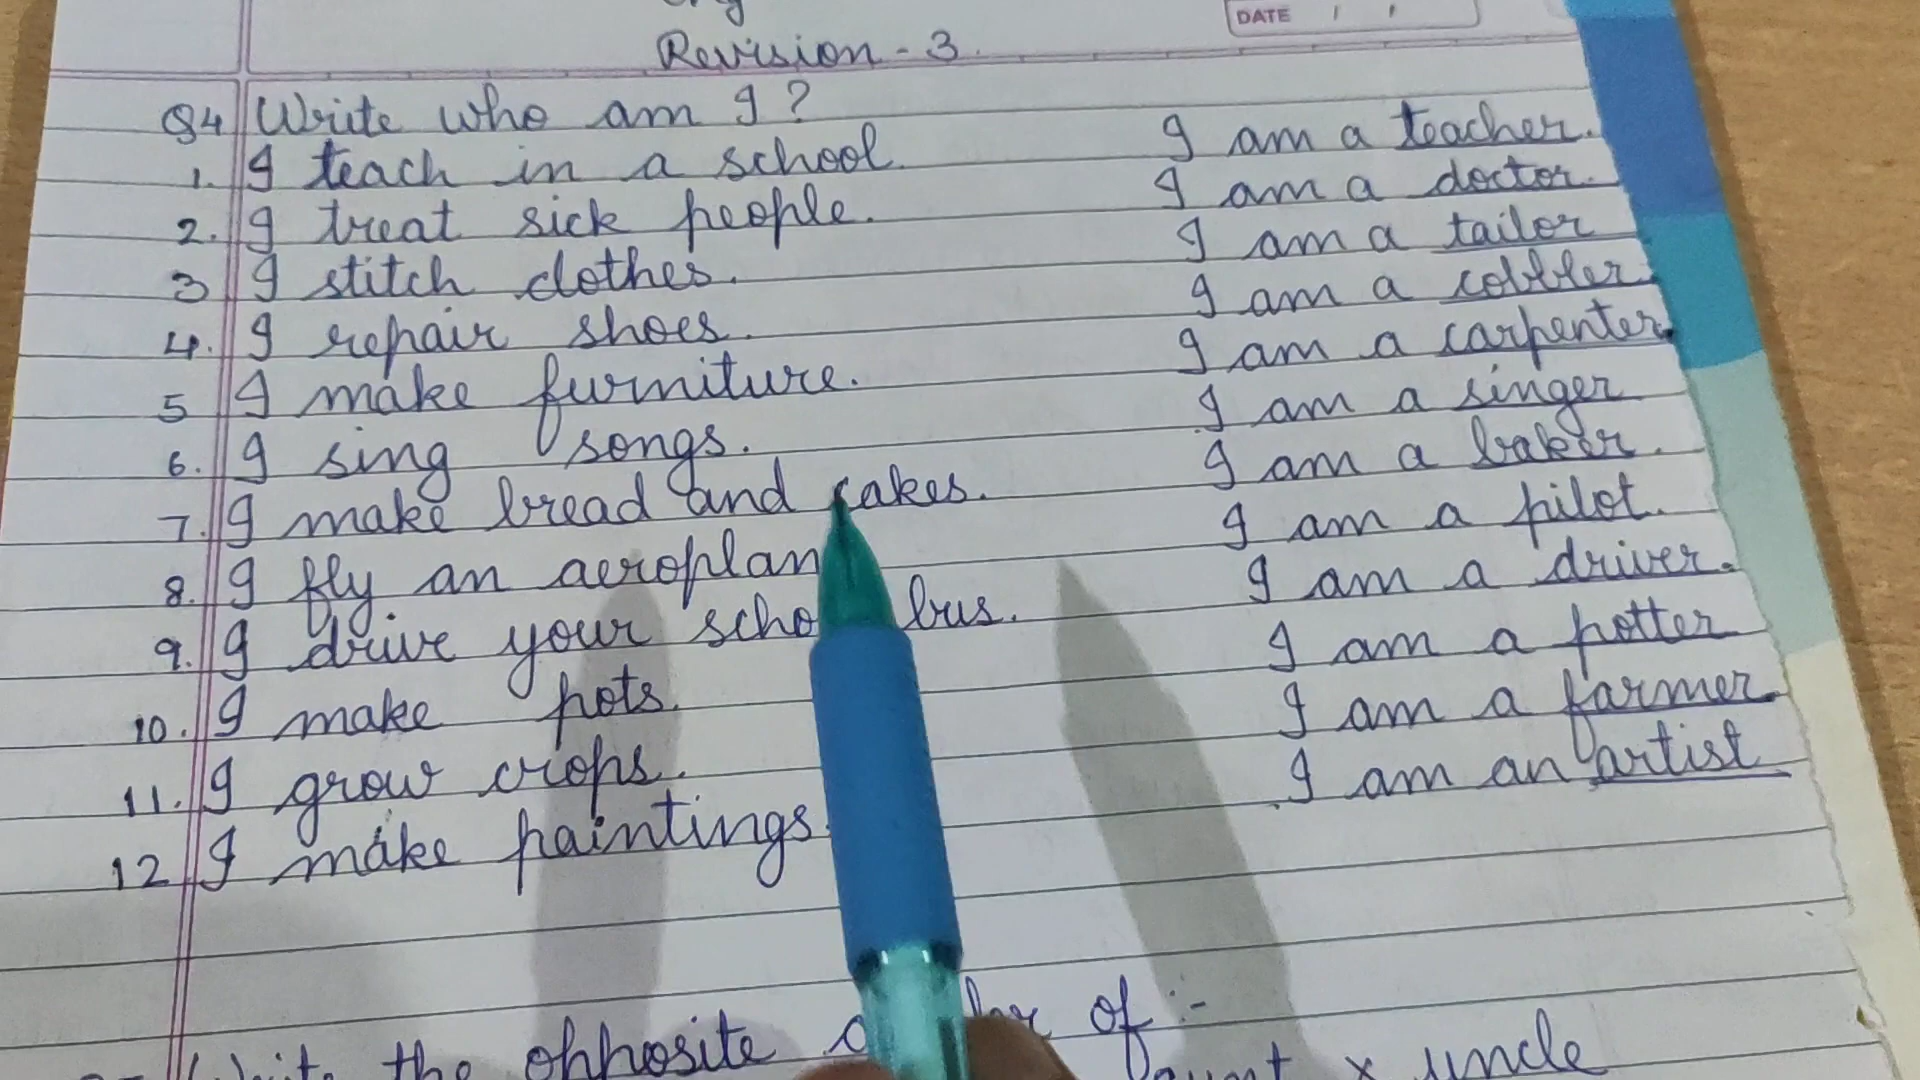 DATE / /
Revision - 3.
Q4 Write who am I ?
1. I teach in a school. I am a teacher.
2. I treat sick people. I am a doctor.
3 I stitch clothes. I am a tailor
4. I repair shoes. I am a cobbler.
5 I make furniture. I am a carpenter.
6. I sing songs. I am a singer
7. I make bread and cakes. I am a baker.
8. I fly an aeroplan I am a pilot.
9. I drive your scho bus. I am a driver.
10. I make pots. I am a potter
11. I grow crops. I am a farmer
12 I make paintings. I am an artist
Write the opposite of :-
x uncle